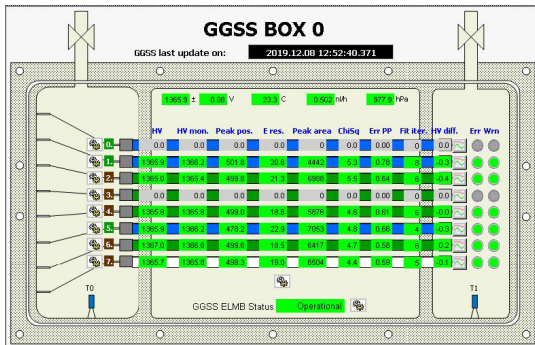 GGSS BOX 0
GGSS last update on: 2019.12.08 12:52:40.371
1365.9 ± 0.08 V 23.3 C 0.502 nl/h 977.9 hPa
HV HV mon. Peak pos. E res. Peak area ChiSq Err PP Fit iter. HV diff. Err Wrn
0. 0.0 0.0 0.0 0.0 0.0 0.0 0.00 0 0.0
1. 1365.9 1366.2 501.8 20.6 4442 5.3 0.78 6 -0.3
2. 1365.0 1365.4 499.8 21.3 6988 5.5 0.64 6 -0.4
3. 0.0 0.0 0.0 0.0 0.0 0.0 0.00 0 0.0
4. 1365.8 1365.8 499.0 18.6 5876 4.6 0.61 6 -0.0
5. 1365.9 1366.2 478.2 22.9 7053 4.8 0.66 4 -0.3
6. 1367.0 1366.8 499.6 18.5 6417 4.7 0.58 6 0.2
7. 1365.7 1365.8 498.3 19.0 6504 4.4 0.59 5 -0.1
T0 T1
GGSS ELMB Status Operational